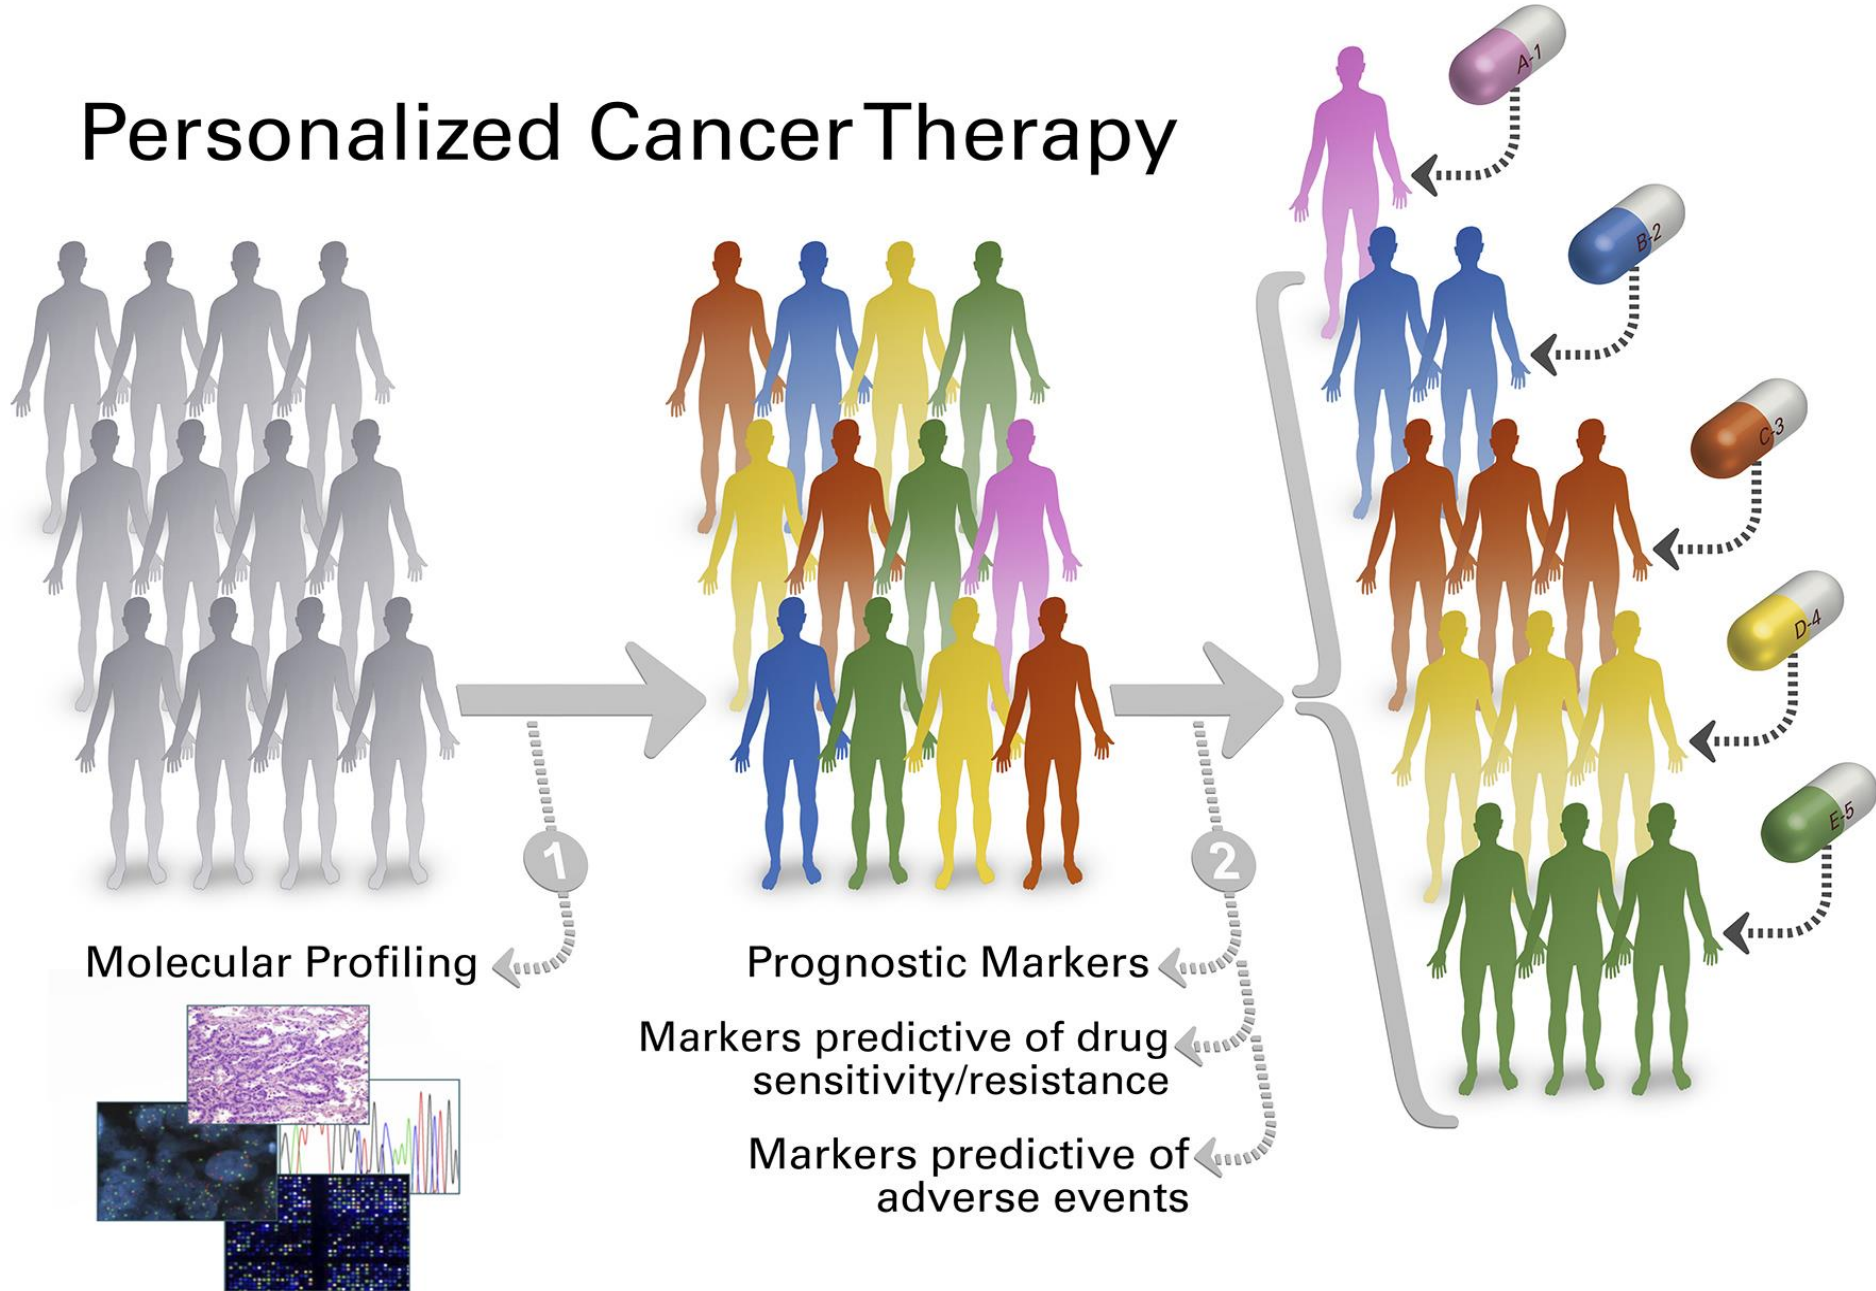 Personalized Cancer Therapy
A-1
B-2
C-3
D-4
E-5
1
2
Molecular Profiling
Prognostic Markers
Markers predictive of drug
sensitivity/resistance
Markers predictive of
adverse events